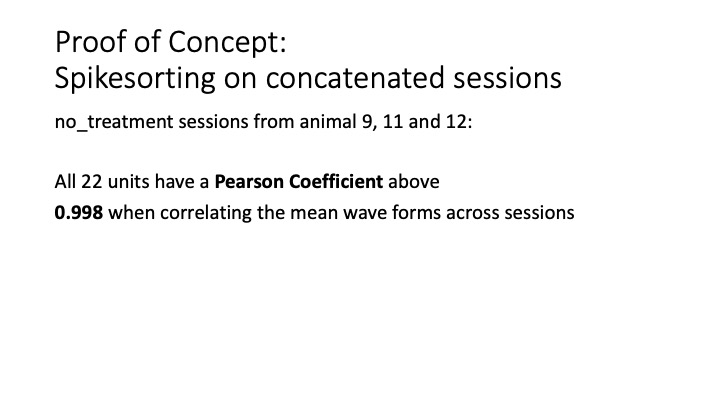 Proof of Concept:
Spikesorting on concatenated sessions
no_treatment sessions from animal 9, 11 and 12:
All 22 units have a Pearson Coefficient above
0.998 when correlating the mean wave forms across sessions